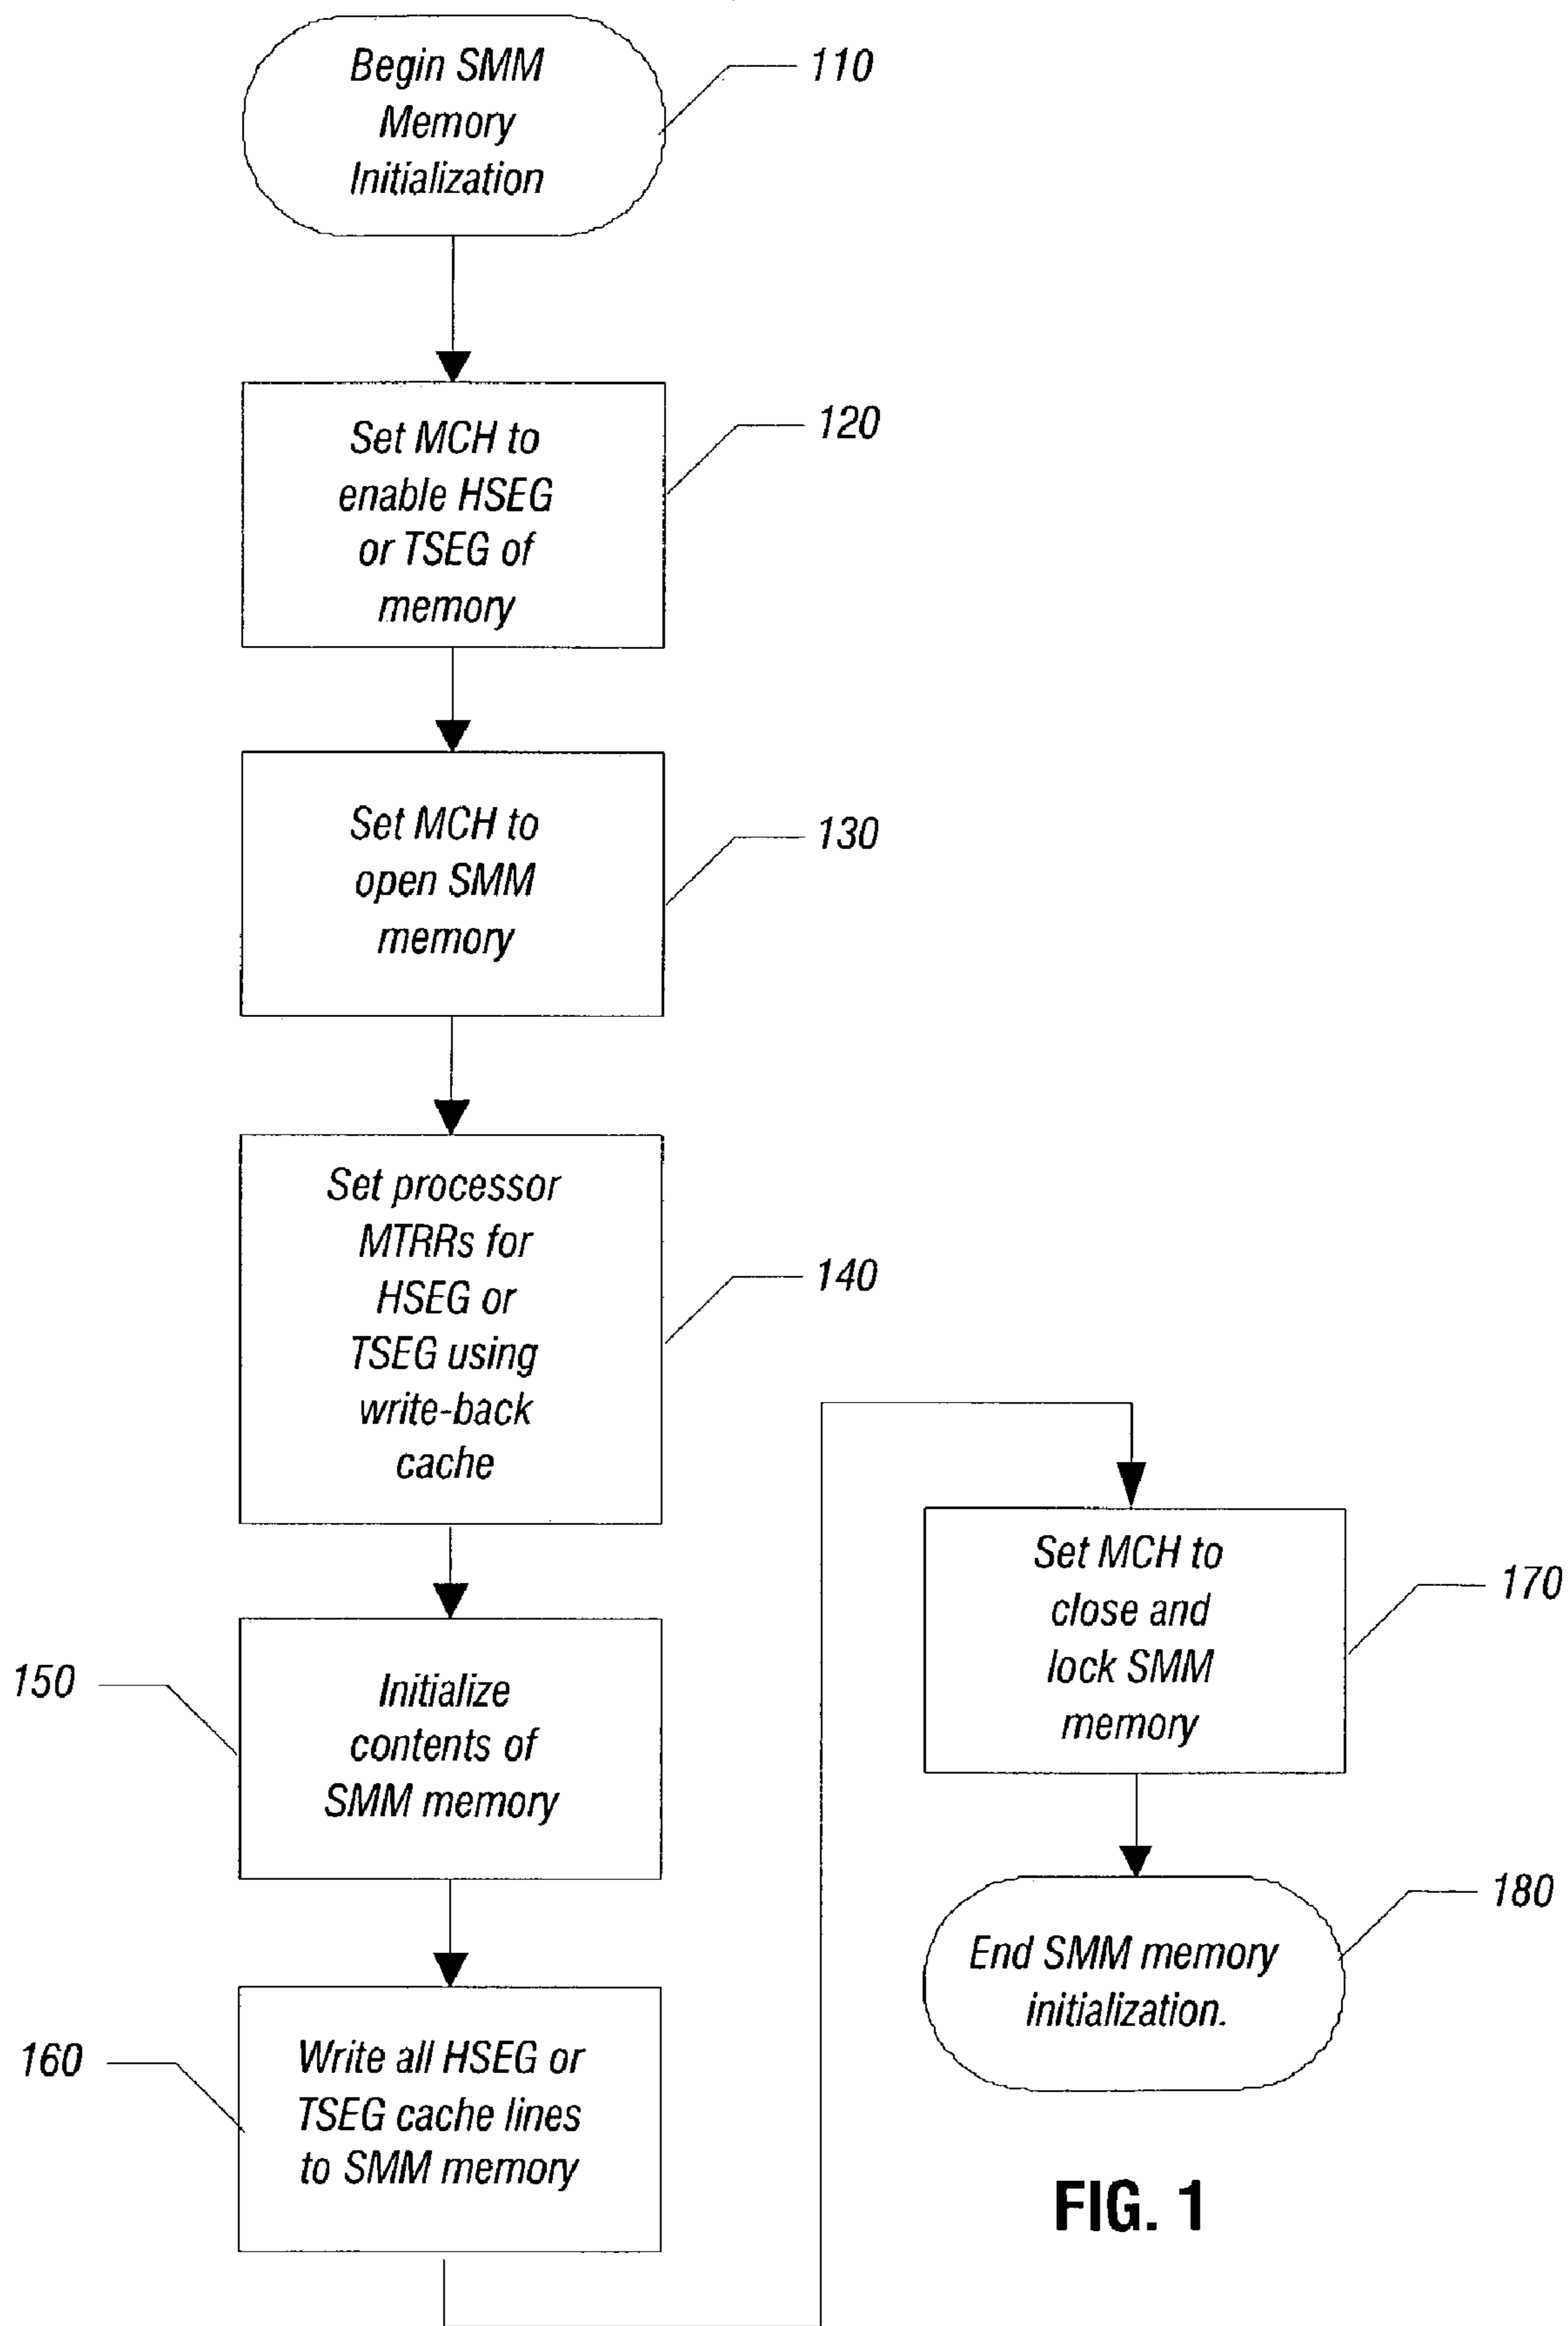 Begin SMM
Memory
Initialization
110
Set MCH to
enable HSEG
or TSEG of
memory
120
Set MCH to
open SMM
memory
130
Set processor
MTRRs for
HSEG or
TSEG using
write-back
cache
140
Initialize
contents of
SMM memory
150
Write all HSEG or
TSEG cache lines
to SMM memory
160
Set MCH to
close and
lock SMM
memory
170
End SMM memory
initialization.
180
FIG. 1